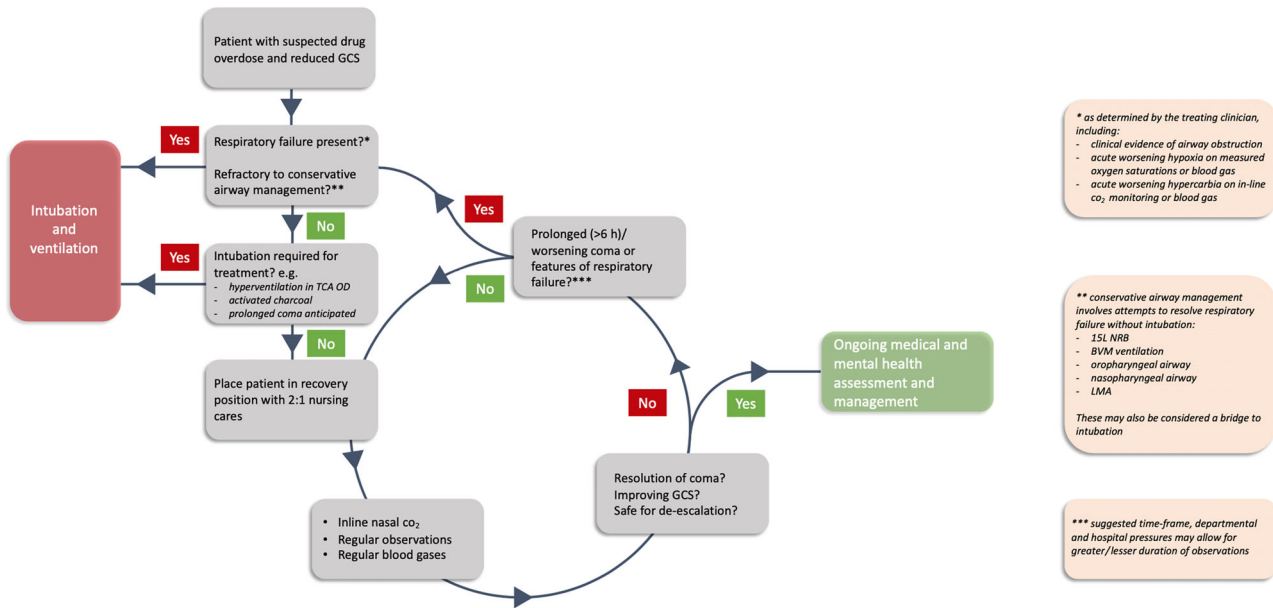 Patient with suspected drug
overdose and reduced GCS
Yes
Respiratory failure present?*
Refractory to conservative
airway management?**
Intubation
and
ventilation
No
Yes
Intubation required for
treatment? e.g.
- hyperventilation in TCA OD
- activated charcoal
- prolonged coma anticipated
No
Place patient in recovery
position with 2:1 nursing
cares
• Inline nasal co₂
• Regular observations
• Regular blood gases
Resolution of coma?
Improving GCS?
Safe for de-escalation?
No
Yes
Ongoing medical and
mental health
assessment and
management
Prolonged (>6 h)/
worsening coma or
features of respiratory
failure?***
Yes
No
* as determined by the treating clinician,
including:
- clinical evidence of airway obstruction
- acute worsening hypoxia on measured
oxygen saturations or blood gas
- acute worsening hypercarbia on in-line
co₂ monitoring or blood gas
** conservative airway management
involves attempts to resolve respiratory
failure without intubation:
- 15L NRB
- BVM ventilation
- oropharyngeal airway
- nasopharyngeal airway
- LMA
These may also be considered a bridge to
intubation
*** suggested time-frame, departmental
and hospital pressures may allow for
greater/lesser duration of observations